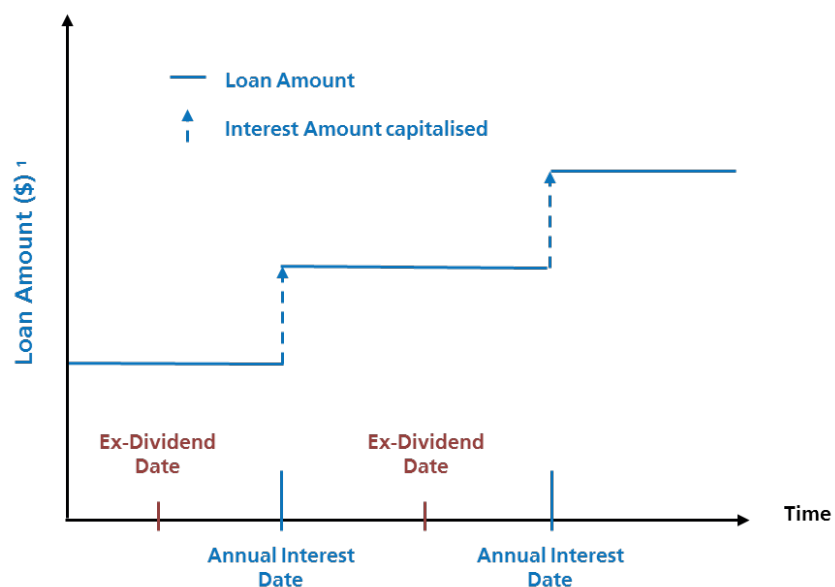 Loan Amount
Interest Amount capitalised
Loan Amount ($) ¹
Ex-Dividend
Date
Ex-Dividend
Date
Time
Annual Interest
Date
Annual Interest
Date